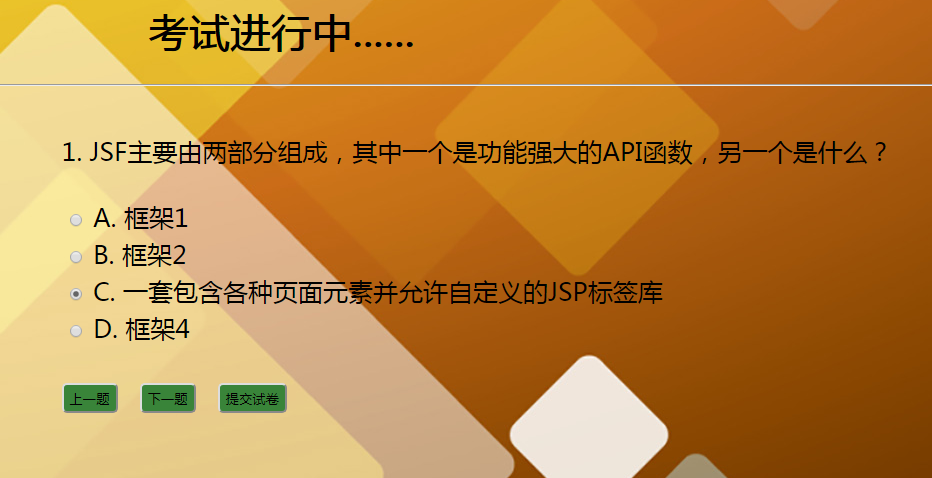 考试进行中......
1. JSF主要由两部分组成，其中一个是功能强大的API函数，另一个是什么？
A. 框架1
B. 框架2
C. 一套包含各种页面元素并允许自定义的JSP标签库
D. 框架4
上一题 下一题 提交试卷